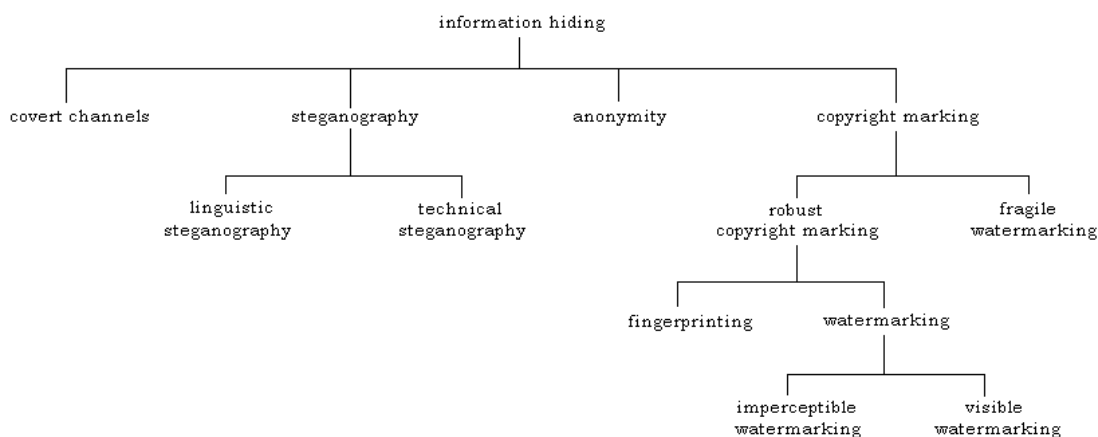 information hiding
covert channels
steganography
anonymity
copyright marking
linguistic
steganography
technical
steganography
robust
copyright marking
fragile
watermarking
fingerprinting
watermarking
imperceptible
watermarking
visible
watermarking